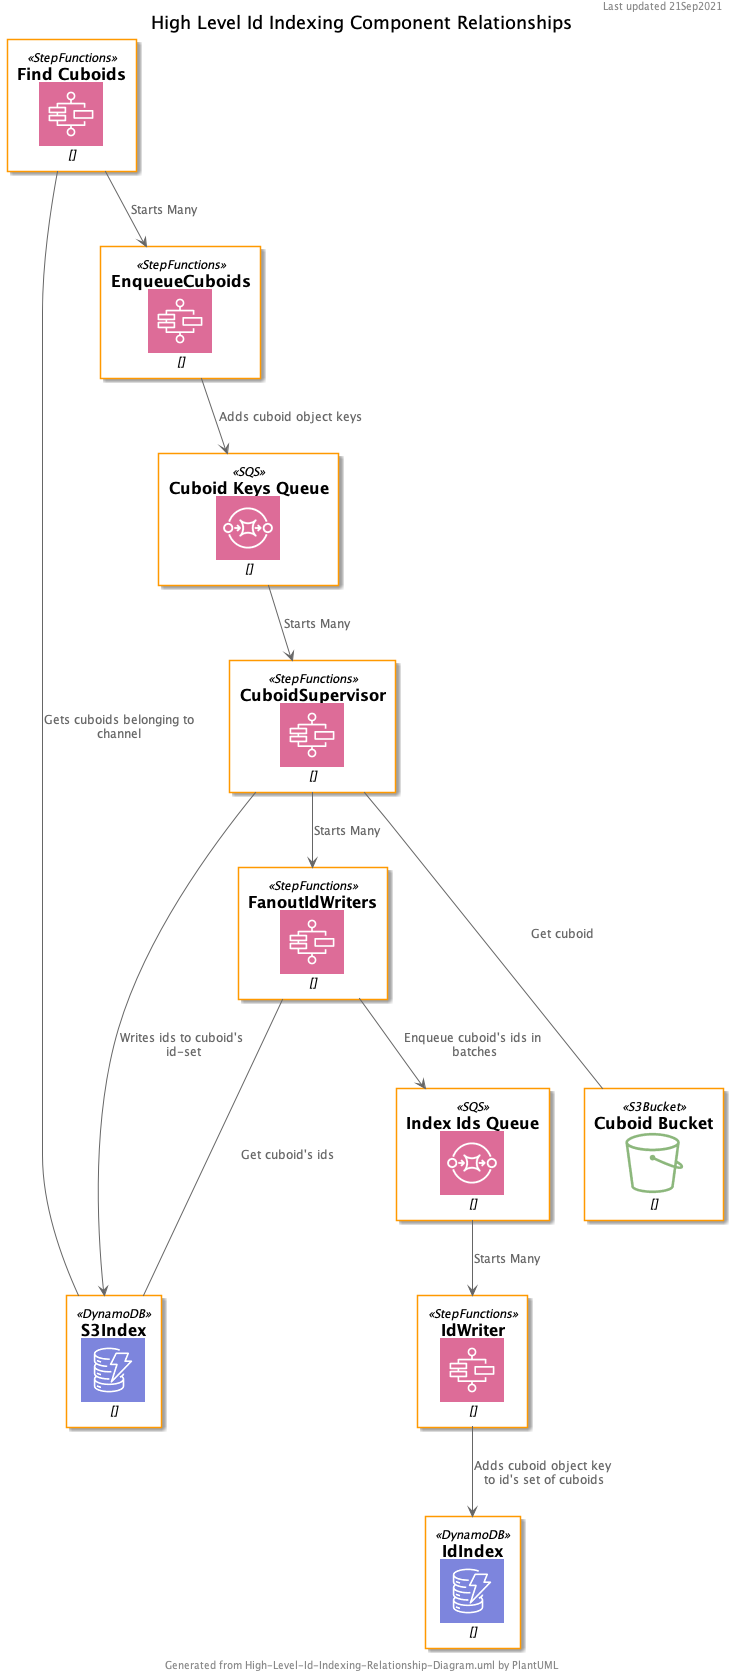 Last updated 21Sep2021
High Level Id Indexing Component Relationships
«StepFunctions»
Find Cuboids
[]
Starts Many
«StepFunctions»
EnqueueCuboids
[]
Adds cuboid object keys
«SQS»
Cuboid Keys Queue
[]
Starts Many
«StepFunctions»
CuboidSupervisor
[]
Gets cuboids belonging to
channel
Starts Many
«StepFunctions»
FanoutIdWriters
[]
Get cuboid
Writes ids to cuboid's
id-set
Enqueue cuboid's ids in
batches
Get cuboid's ids
«SQS»
Index Ids Queue
[]
«S3Bucket»
Cuboid Bucket
[]
Starts Many
«DynamoDB»
S3Index
[]
«StepFunctions»
IdWriter
[]
Adds cuboid object key
to id's set of cuboids
«DynamoDB»
IdIndex
[]
Generated from High-Level-Id-Indexing-Relationship-Diagram.uml by PlantUML